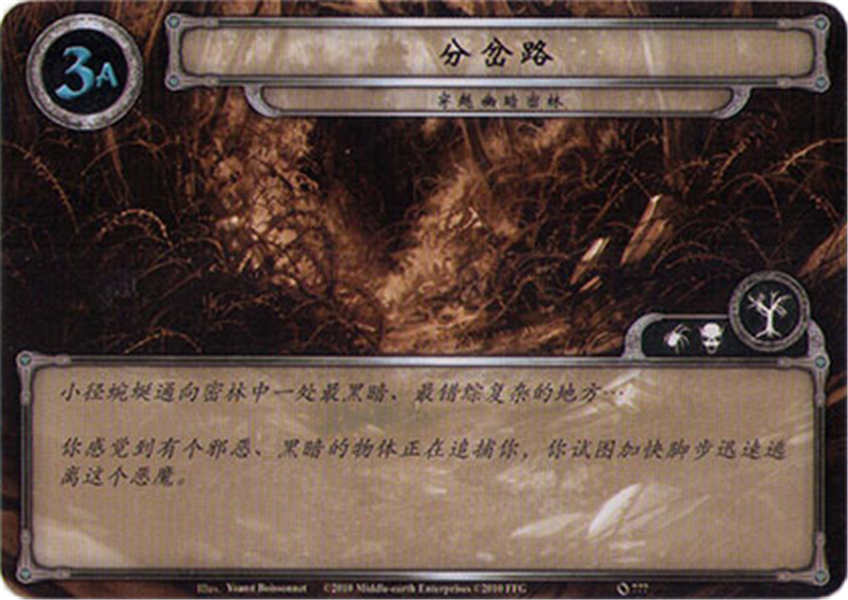 3A
分岔路
穿越幽暗密林
小径蜿蜒通向密林中一处最黑暗、最错综复杂的地方…
你感觉到有个邪恶、黑暗的物体正在追捕你，你试图加快脚步迅速逃
离这个恶魔。
Illus. Yoann Boissonnet ©2010 Middle-earth Enterprises ©2010 FFG